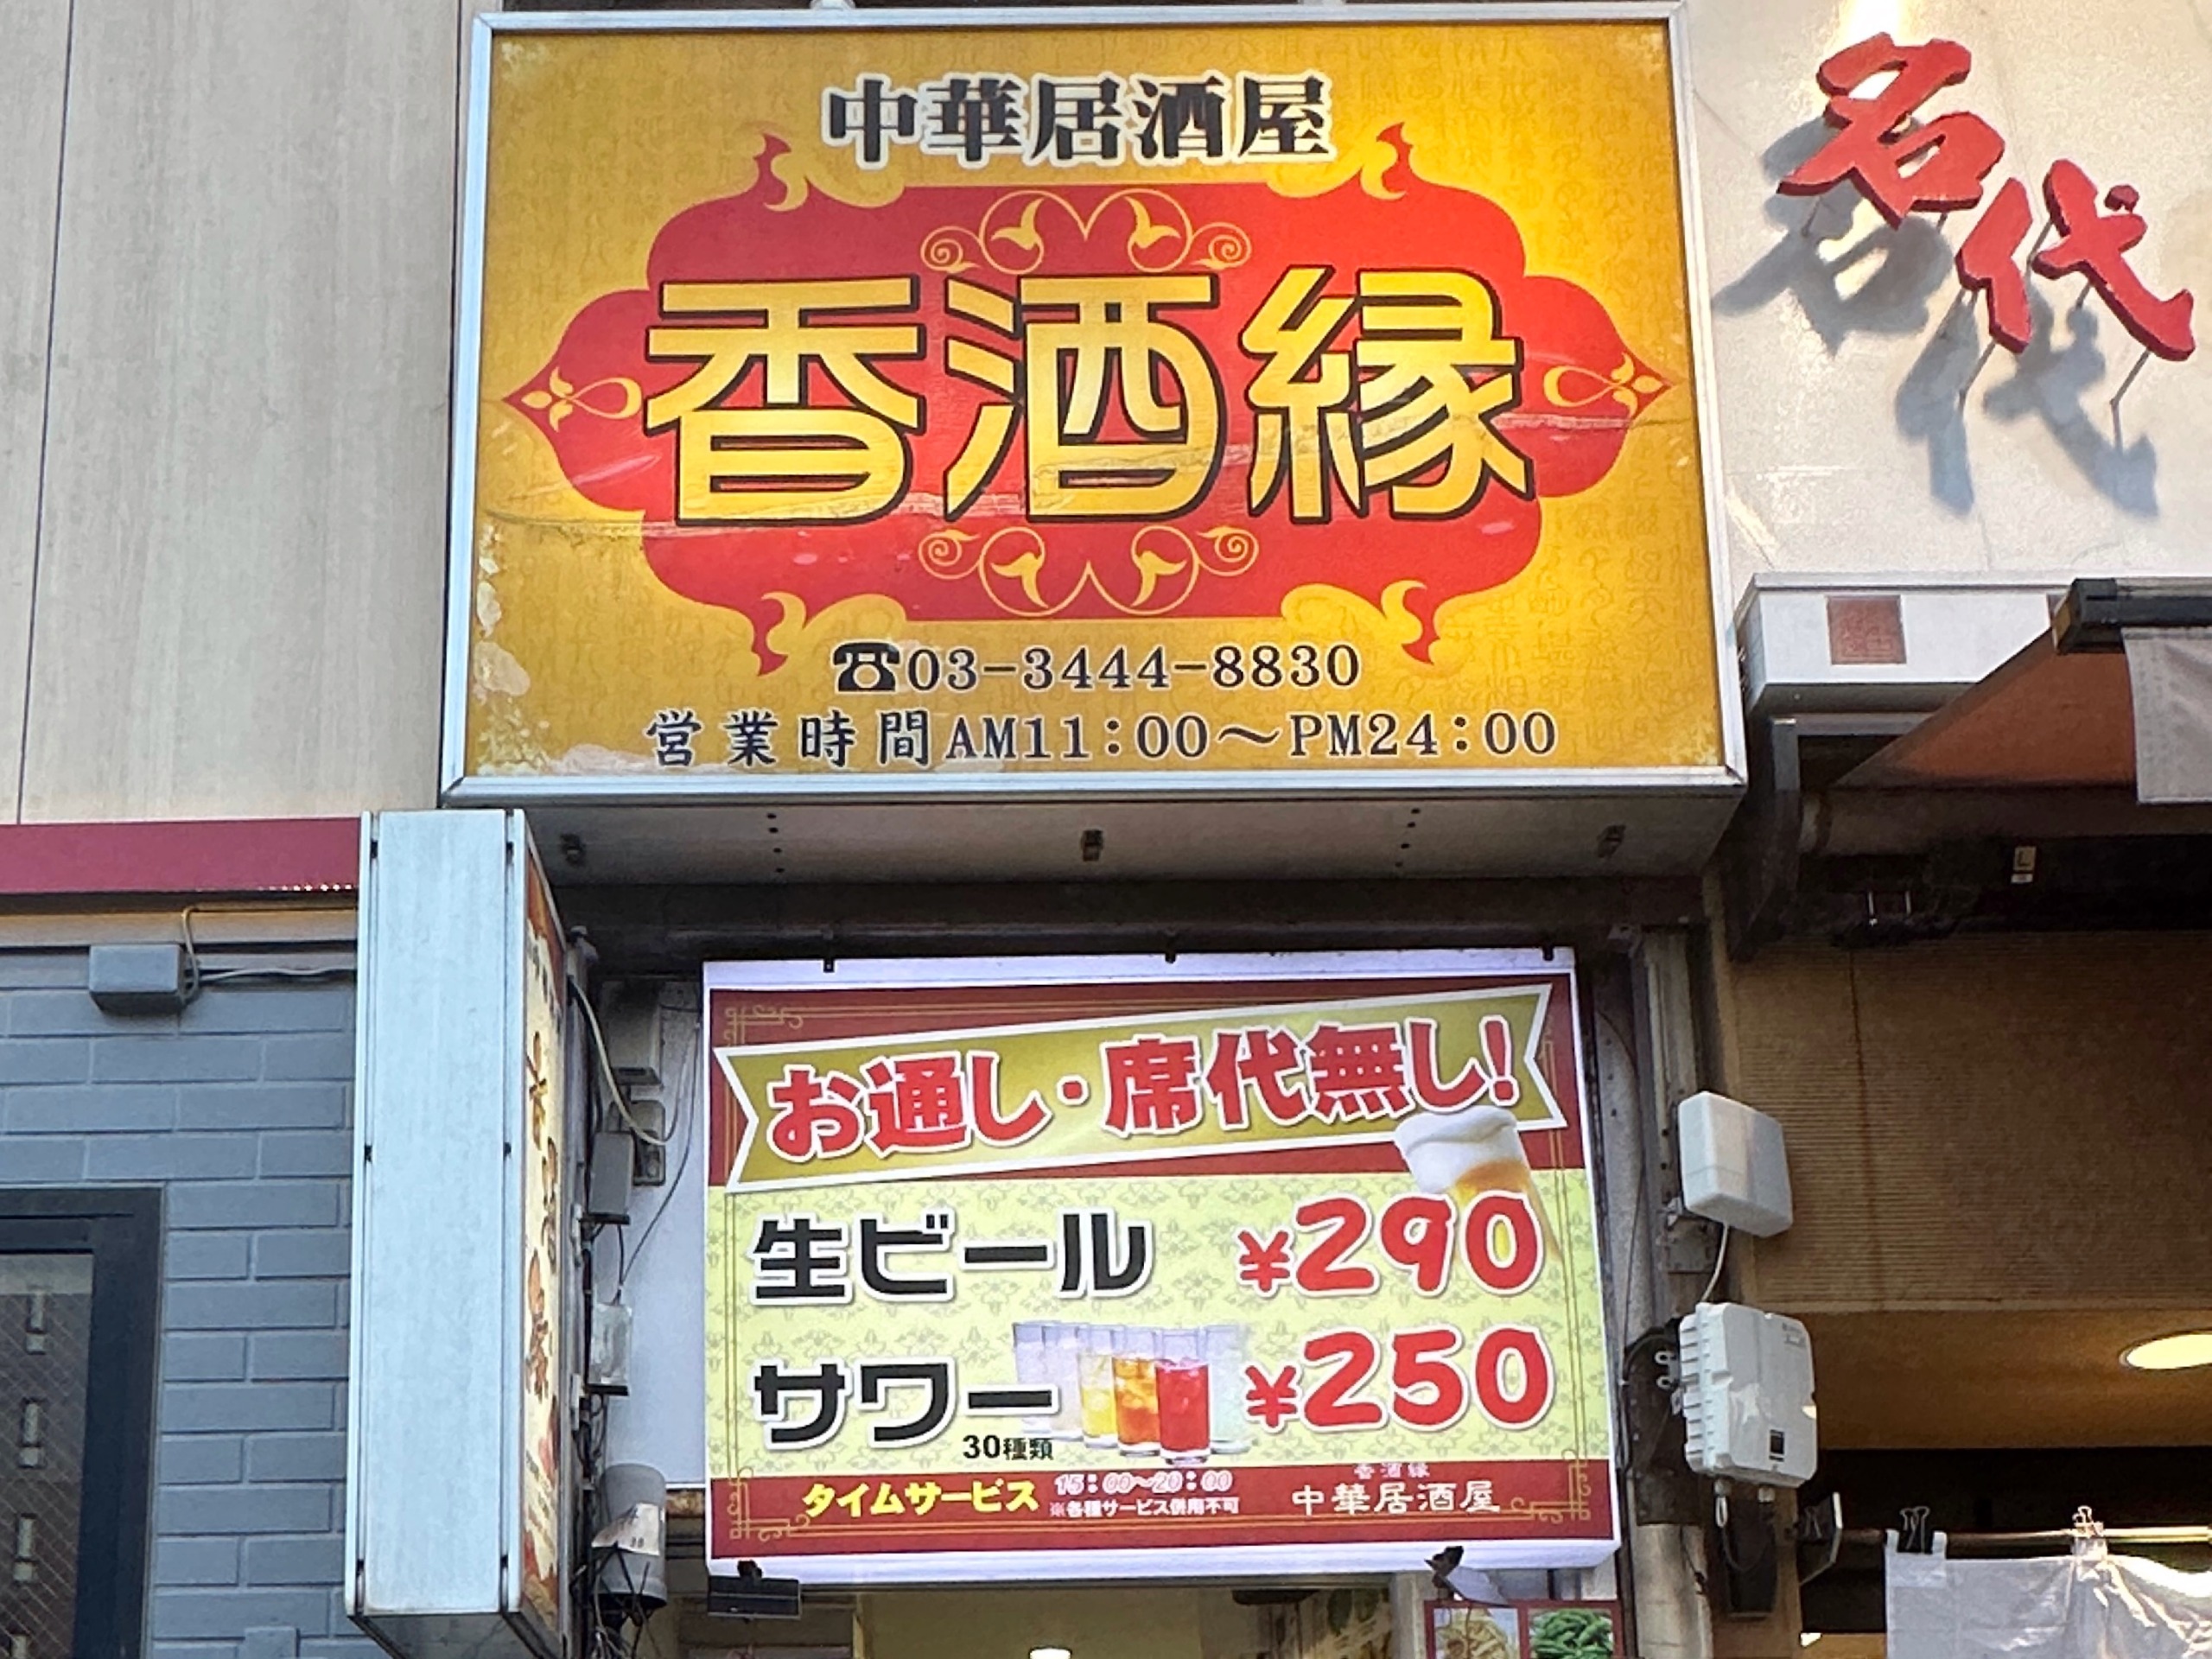 中華居酒屋
香酒縁
☎03-3444-8830
営業時間AM11:00～PM24:00
名代
お通し・席代無し!
生ビール ¥290
サワー ¥250
30種類
タイムサービス 15:00～20:00
※各種サービス併用不可
香酒縁
中華居酒屋